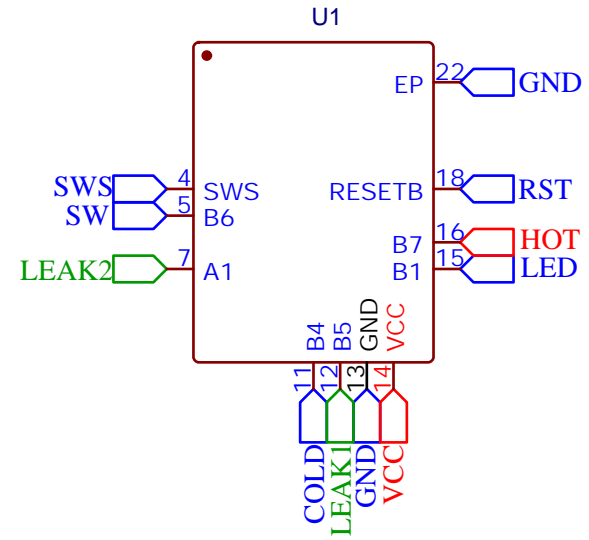 U1
EP 22 GND
SWS 4 SWS
RESETB 18 RST
SW 5 B6
B7 16 HOT
LEAK2 7 A1
B1 15 LED
B4 11 COLD
B5 12 LEAK1
GND 13 GND
VCC 14 VCC